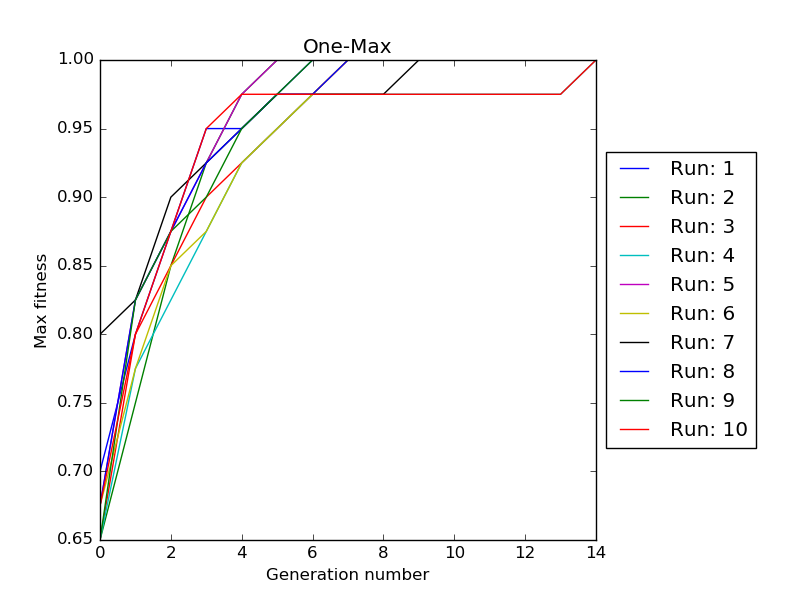 One-Max
1.00
0.95
0.90
0.85
0.80
0.75
0.70
0.65
Max fitness
0 2 4 6 8 10 12 14
Generation number
Run: 1
Run: 2
Run: 3
Run: 4
Run: 5
Run: 6
Run: 7
Run: 8
Run: 9
Run: 10